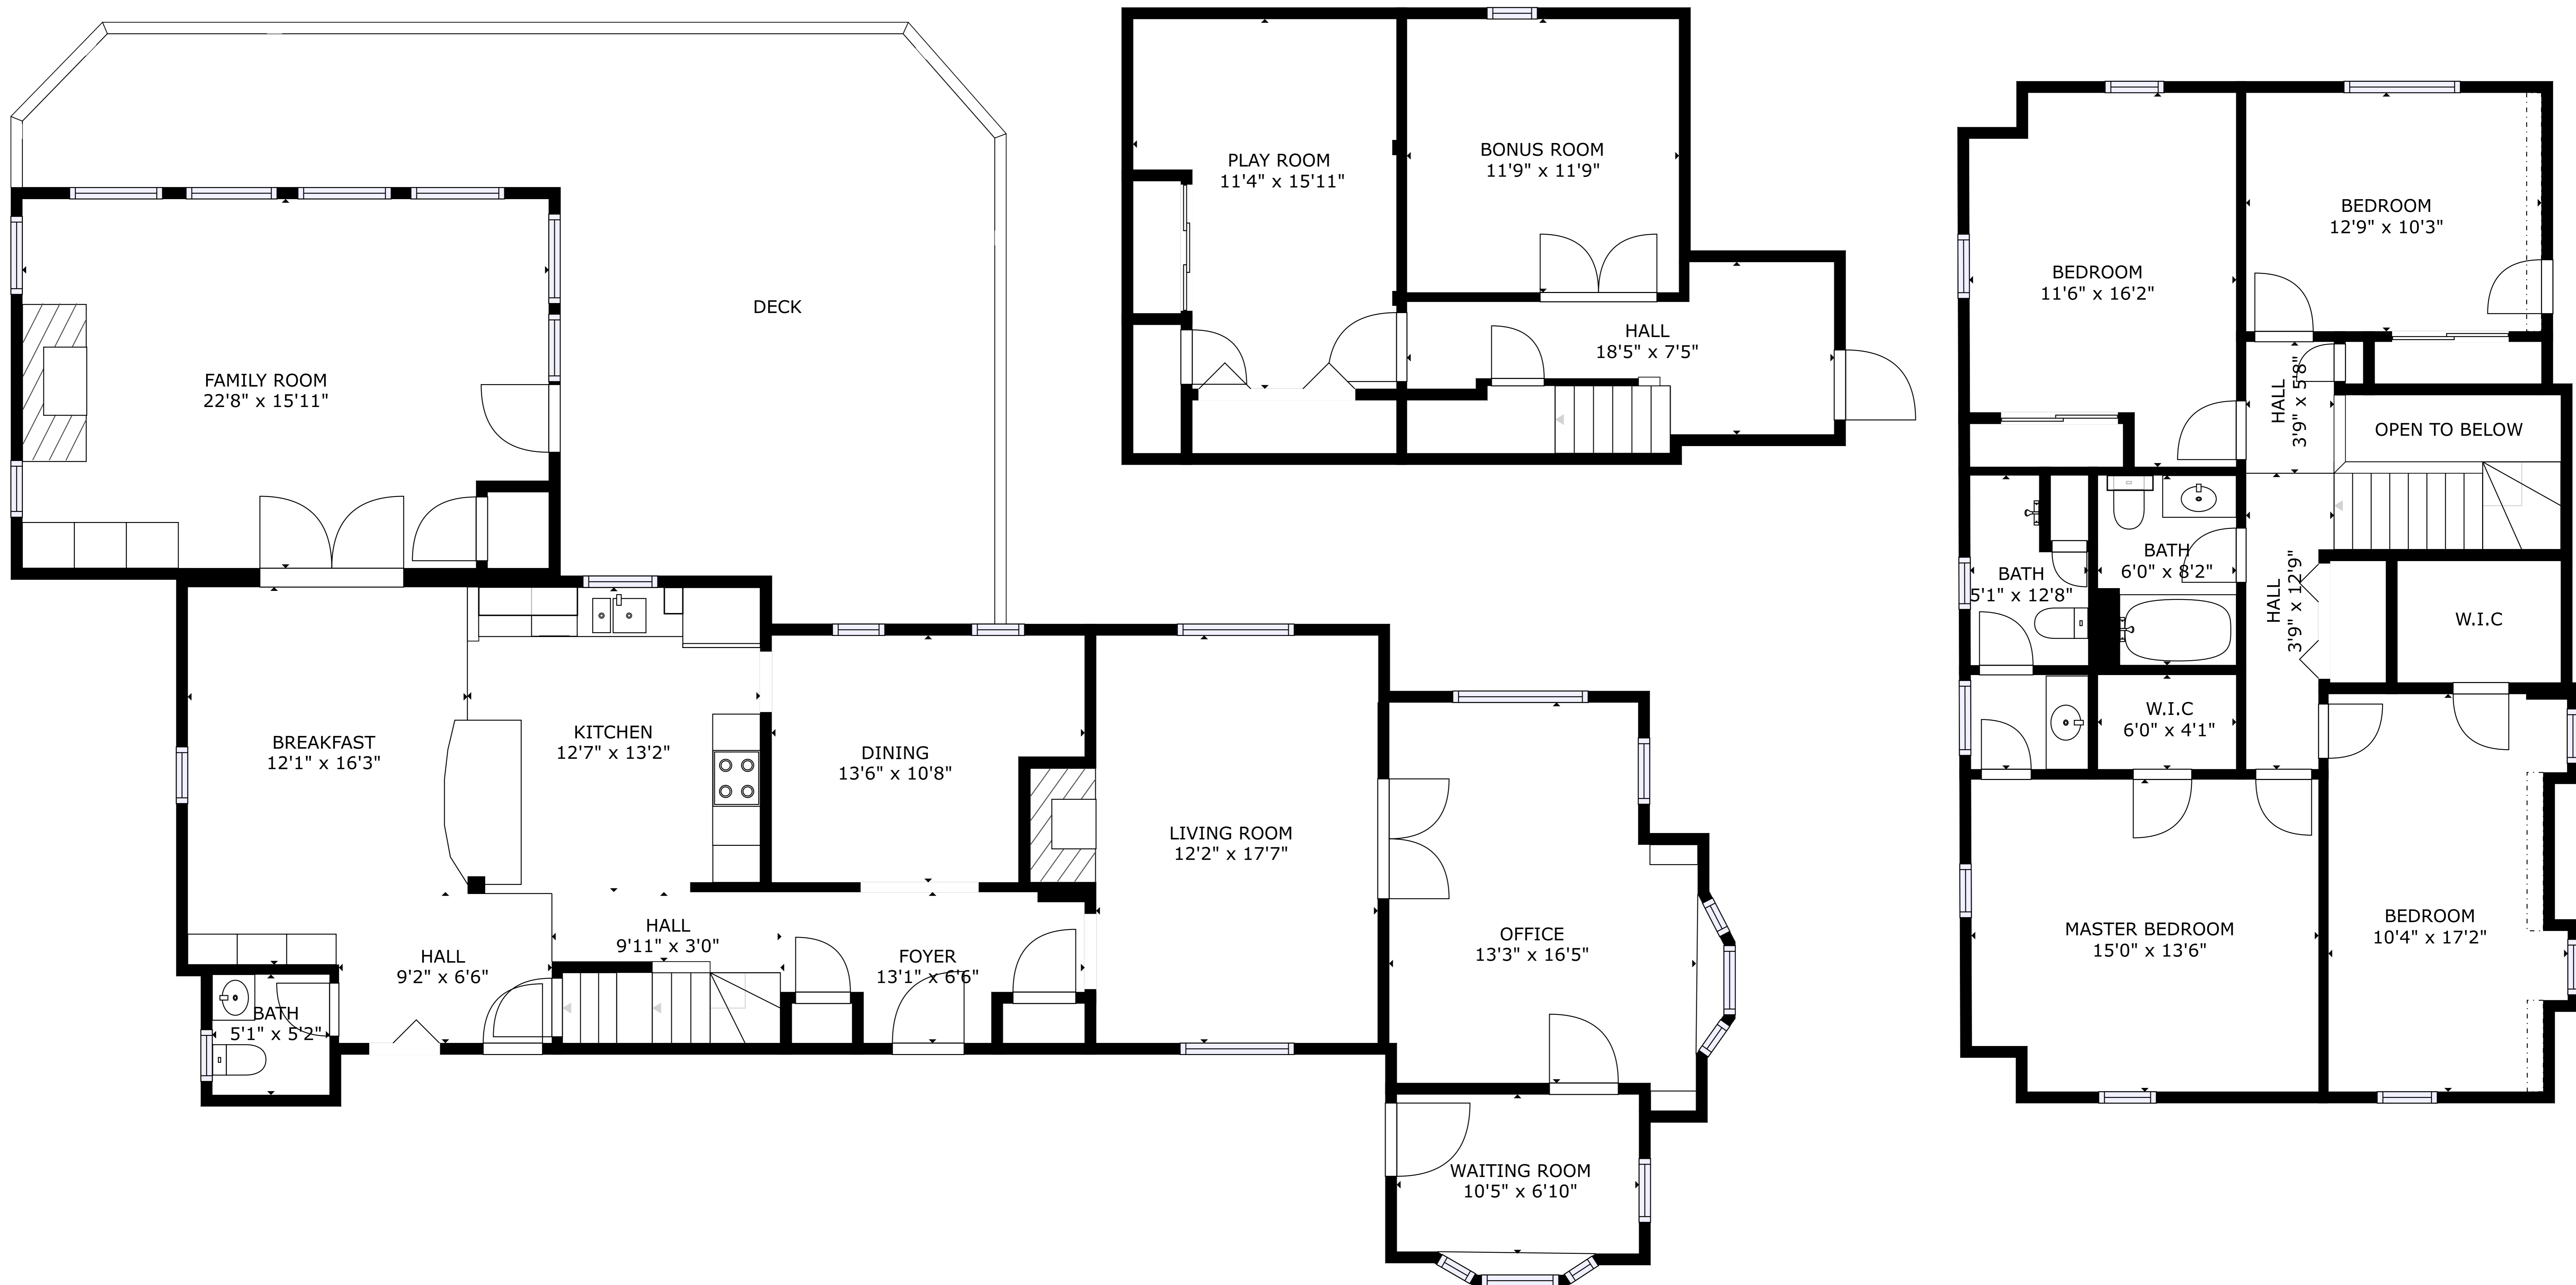 DECK
FAMILY ROOM
22'8" x 15'11"
BREAKFAST
12'1" x 16'3"
KITCHEN
12'7" x 13'2"
DINING
13'6" x 10'8"
LIVING ROOM
12'2" x 17'7"
OFFICE
13'3" x 16'5"
HALL
9'2" x 6'6"
HALL
9'11" x 3'0"
FOYER
13'1" x 6'6"
BATH
5'1" x 5'2"
WAITING ROOM
10'5" x 6'10"
PLAY ROOM
11'4" x 15'11"
BONUS ROOM
11'9" x 11'9"
HALL
18'5" x 7'5"
BEDROOM
11'6" x 16'2"
BEDROOM
12'9" x 10'3"
HALL
3'9" x 5'8"
OPEN TO BELOW
BATH
5'1" x 12'8"
BATH
6'0" x 8'2"
HALL
3'9" x 12'9"
W.I.C
W.I.C
6'0" x 4'1"
MASTER BEDROOM
15'0" x 13'6"
BEDROOM
10'4" x 17'2"